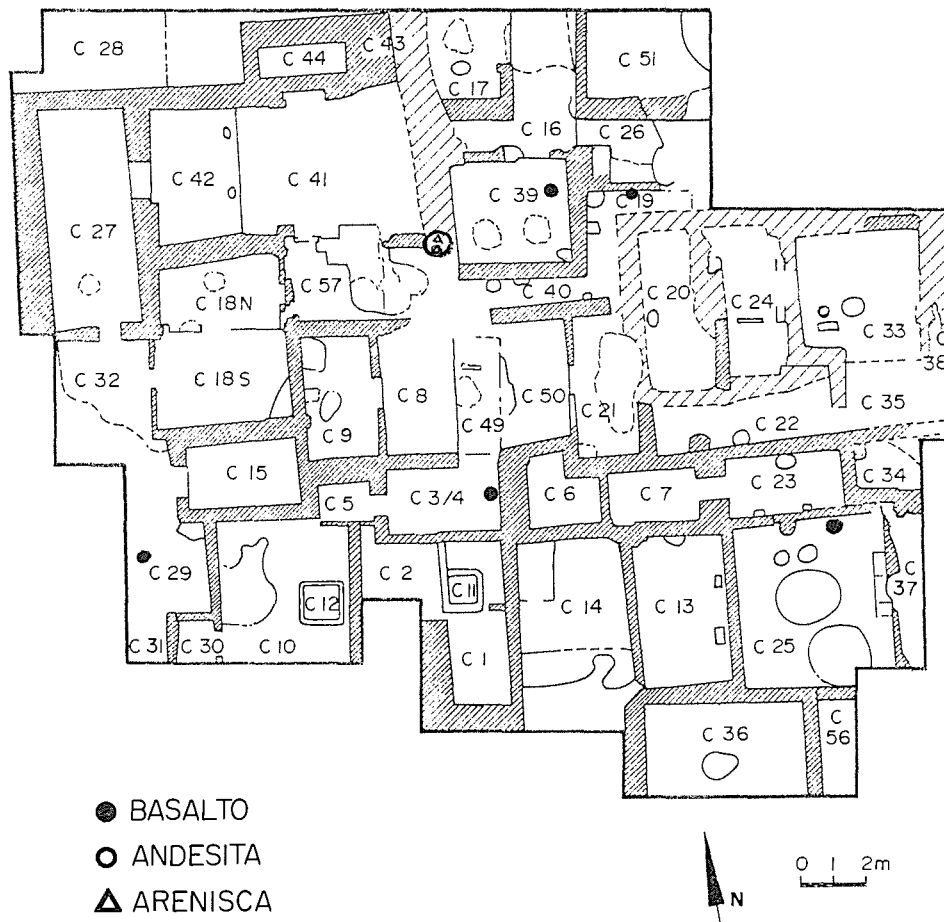 C 28
C 44
C 43
C 17
C 51
C 16
C 26
C 42
C 41
C 39
C 19
C 27
C 57
C 18N
C 40
C 20
C 24
C 33
C 38
C 32
C 18 S
C 9
C 8
C 49
C 50
C 21
C 22
C 35
C 15
C 5
C 3/4
C 6
C 7
C 23
C 34
C 29
C 2
C 11
C 12
C 14
C 13
C 37
C 25
C 31
C 30
C 10
C 1
C 36
C 56
BASALTO
ANDESITA
ARENISCA
N
0 1 2m